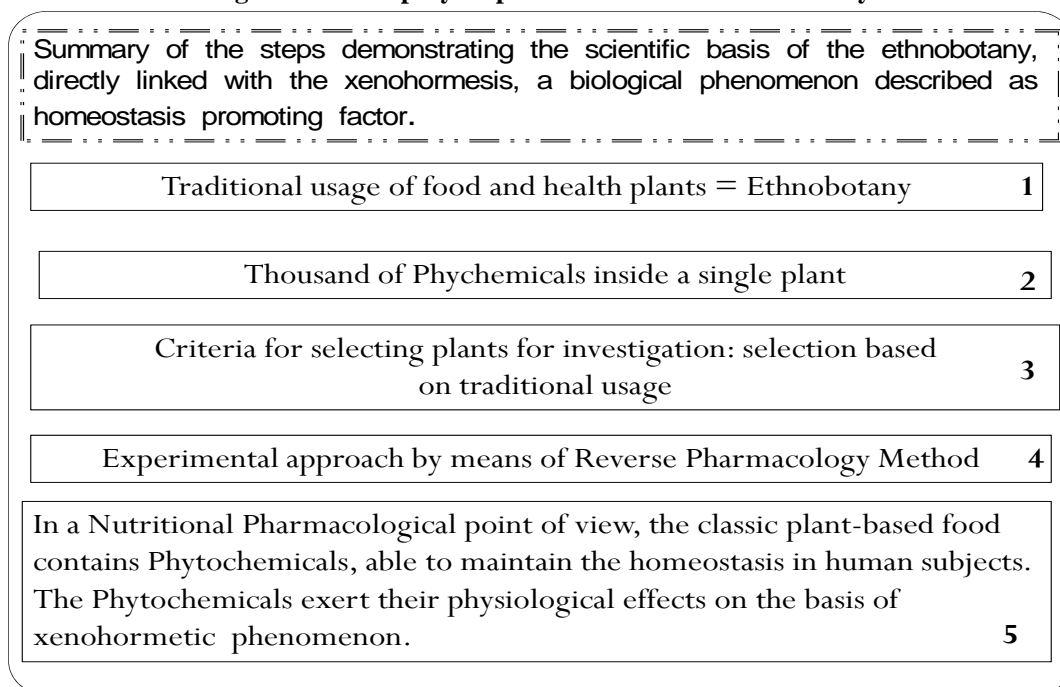 Summary of the steps demonstrating the scientific basis of the ethnobotany,
directly linked with the xenohormesis, a biological phenomenon described as
homeostasis promoting factor.
Traditional usage of food and health plants = Ethnobotany 1
Thousand of Phychemicals inside a single plant 2
Criteria for selecting plants for investigation: selection based
on traditional usage 3
Experimental approach by means of Reverse Pharmacology Method 4
In a Nutritional Pharmacological point of view, the classic plant-based food
contains Phytochemicals, able to maintain the homeostasis in human subjects.
The Phytochemicals exert their physiological effects on the basis of
xenohormetic phenomenon. 5